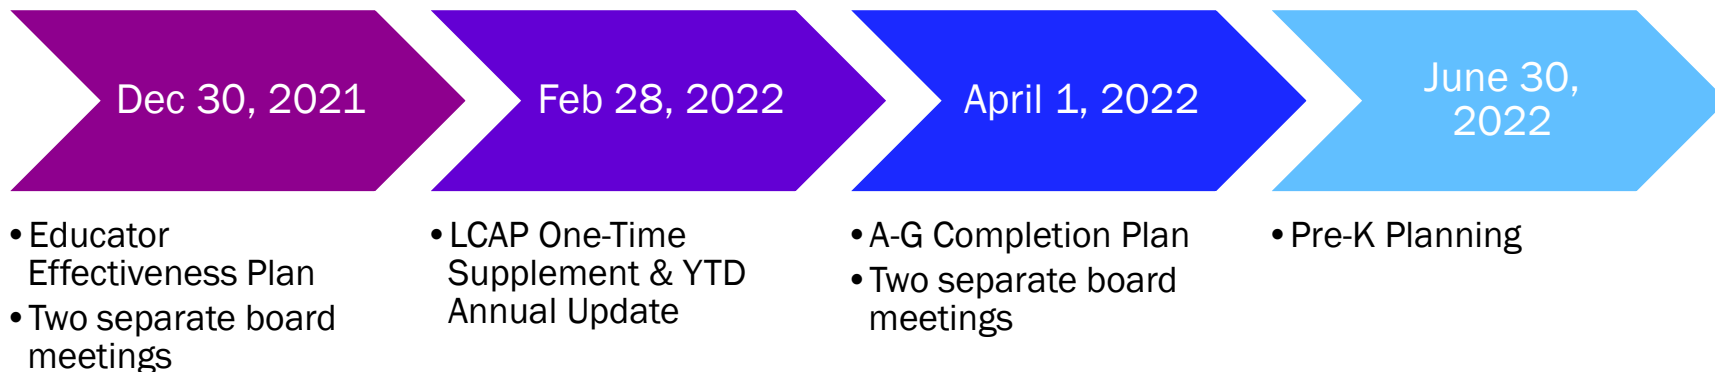 Dec 30, 2021
Feb 28, 2022
April 1, 2022
June 30,
2022
• Educator
Effectiveness Plan
• Two separate board
meetings
• LCAP One-Time
Supplement & YTD
Annual Update
• A-G Completion Plan
• Two separate board
meetings
• Pre-K Planning